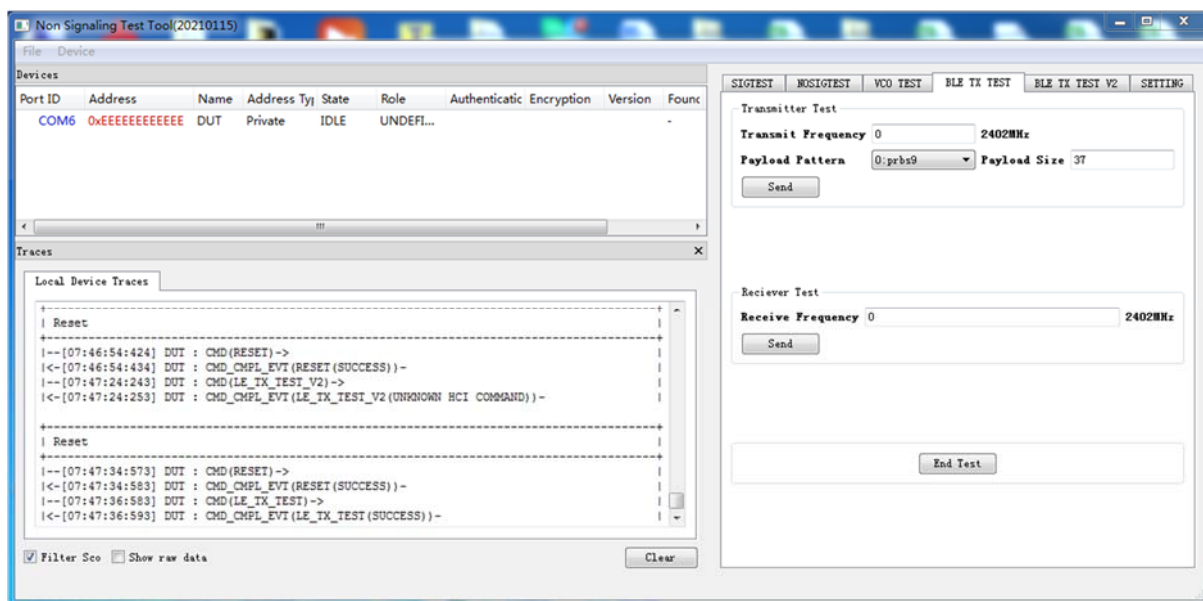 Non Signaling Test Tool(20210115)
File Device
Devices
Port ID Address Name Address Typ State Role Authenticatic Encryption Version Found
COM6 0xEEEEEEEEEEEE DUT Private IDLE UNDEFI... -
Traces
Local Device Traces
| Reset
|--[07:46:54:424] DUT : CMD(RESET)->
|<-[07:46:54:434] DUT : CMD_CMPL_EVT(RESET(SUCCESS))-
|--[07:47:24:243] DUT : CMD(LE_TX_TEST_V2)->
|<-[07:47:24:253] DUT : CMD_CMPL_EVT(LE_TX_TEST_V2(UNKNOWN HCI COMMAND))-
| Reset
|--[07:47:34:573] DUT : CMD(RESET)->
|<-[07:47:34:583] DUT : CMD_CMPL_EVT(RESET(SUCCESS))-
|--[07:47:36:583] DUT : CMD(LE_TX_TEST)->
|<-[07:47:36:593] DUT : CMD_CMPL_EVT(LE_TX_TEST(SUCCESS))-
Filter Sco Show raw data Clear
SIGTEST NOSIGTEST VCO TEST BLE TX TEST BLE TX TEST V2 SETTING
Transmitter Test
Transmit Frequency 0 2402MHz
Payload Pattern 0:prbs9 Payload Size 37
Send
Reciever Test
Receive Frequency 0 2402MHz
Send
End Test